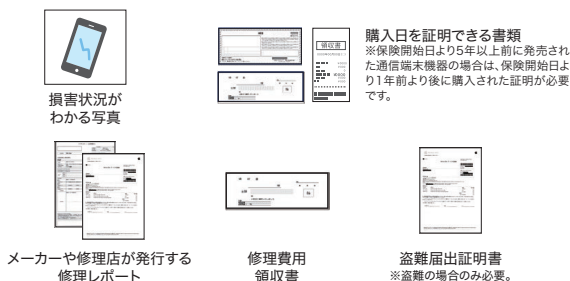 領収書
購入日を証明できる書類
※保険開始日より5年以上前に発売され
た通信端末機器の場合は、保険開始日よ
り1年前より後に購入された証明が必要
です。
損害状況が
わかる写真
メーカーや修理店が発行する
修理レポート
修理費用
領収書
盗難届出証明書
※盗難の場合のみ必要。